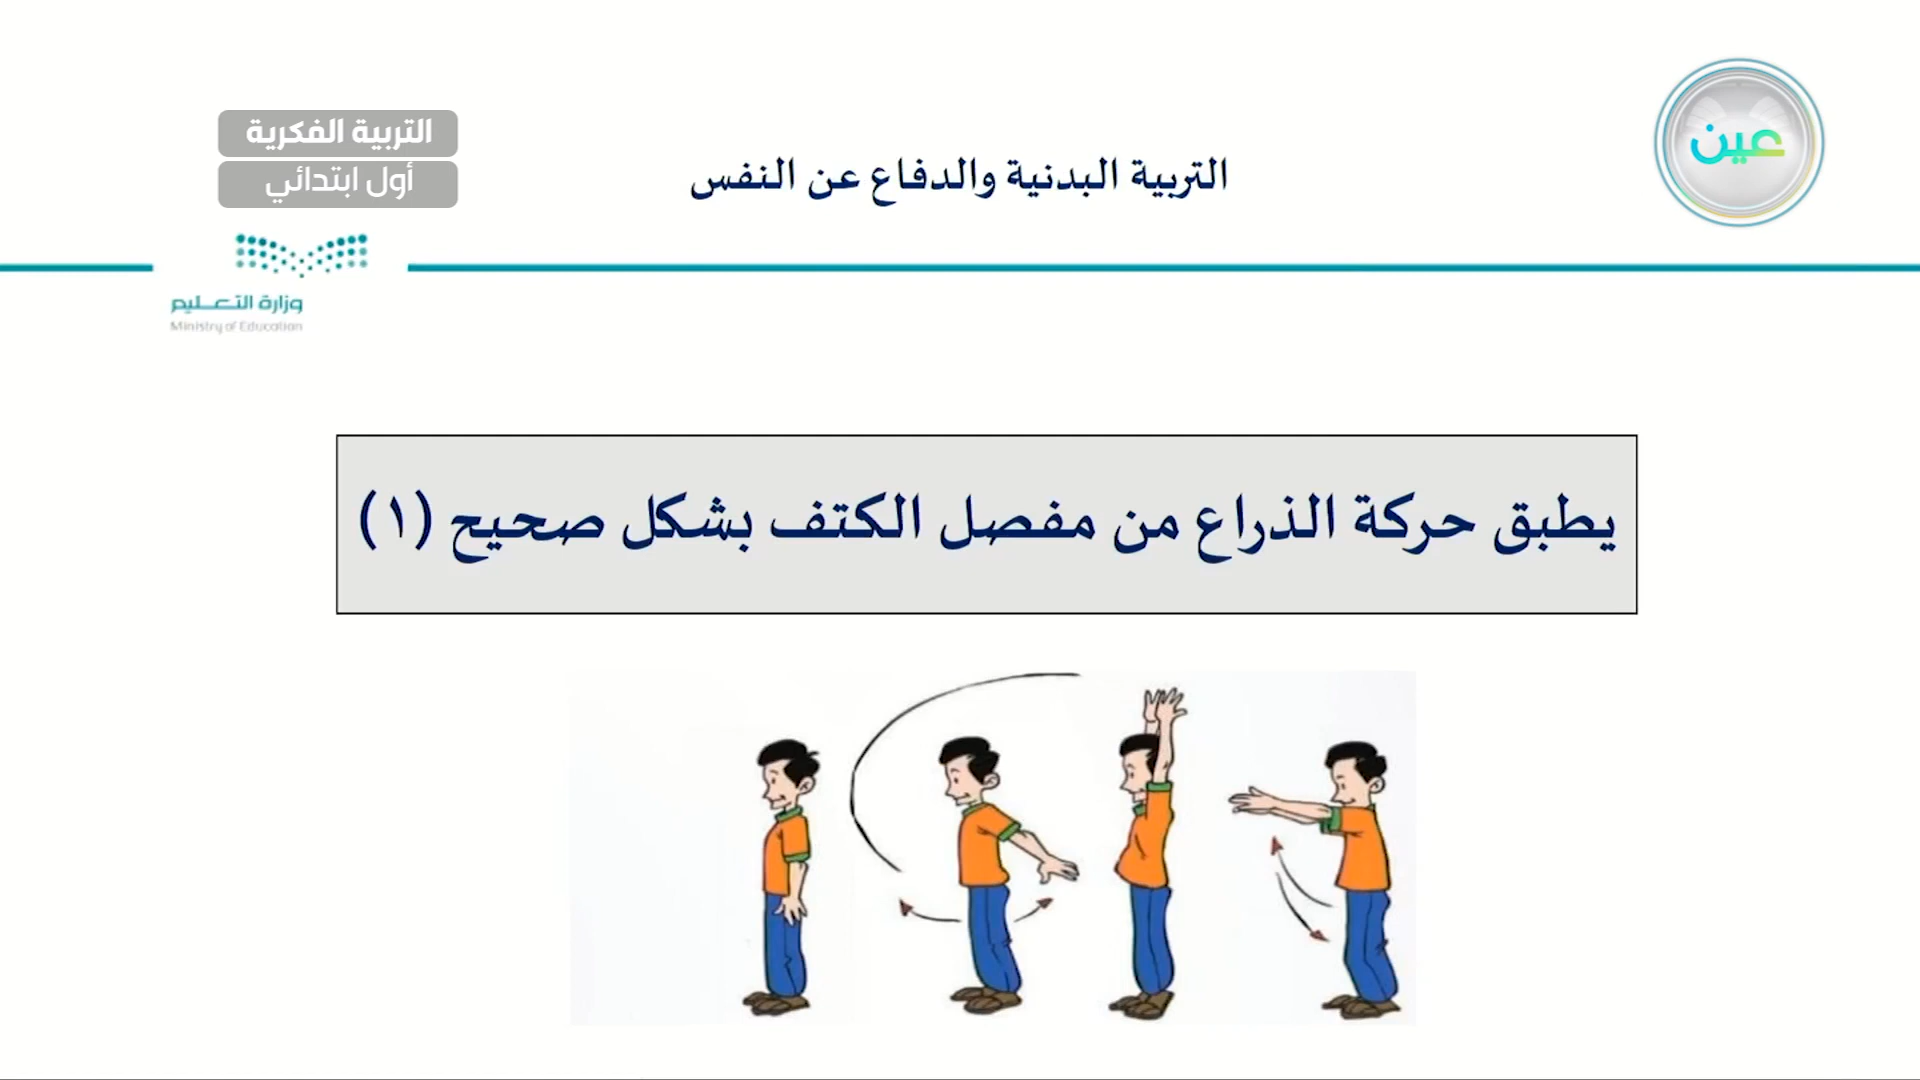 عين
التربية الفكرية
أول ابتدائي
التربية البدنية والدفاع عن النفس
وزارة التعليم
Ministry of Education
يطبق حركة الذراع من مفصل الكتف بشكل صحيح (١)